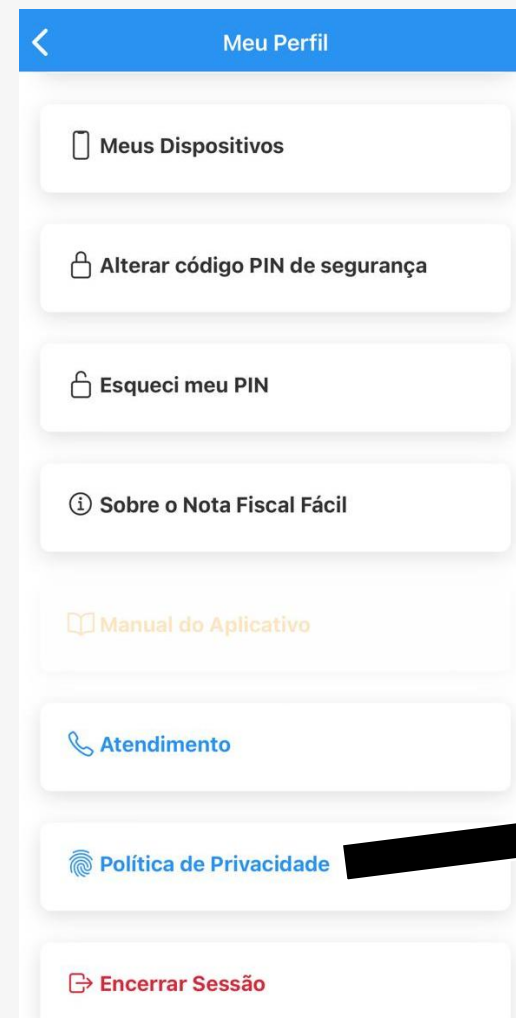 Meu Perfil
Meus Dispositivos
Alterar código PIN de segurança
Esqueci meu PIN
Sobre o Nota Fiscal Fácil
Manual do Aplicativo
Atendimento
Política de Privacidade
Encerrar Sessão